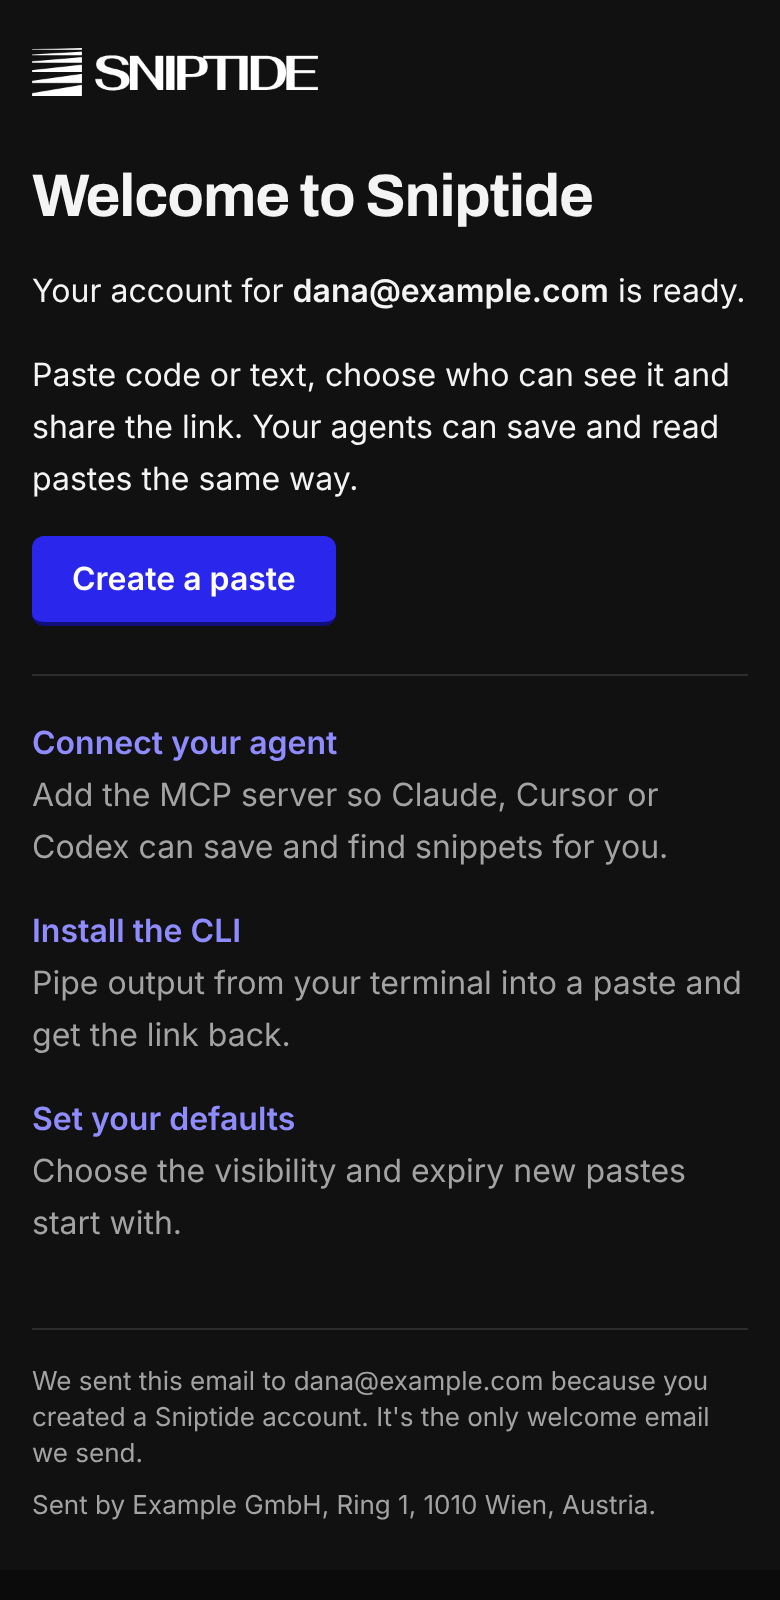 SNIPTIDE
Welcome to Sniptide
Your account for dana@example.com is ready.
Paste code or text, choose who can see it and
share the link. Your agents can save and read
pastes the same way.
Create a paste
Connect your agent
Add the MCP server so Claude, Cursor or
Codex can save and find snippets for you.
Install the CLI
Pipe output from your terminal into a paste and
get the link back.
Set your defaults
Choose the visibility and expiry new pastes
start with.
We sent this email to dana@example.com because you
created a Sniptide account. It's the only welcome email
we send.
Sent by Example GmbH, Ring 1, 1010 Wien, Austria.